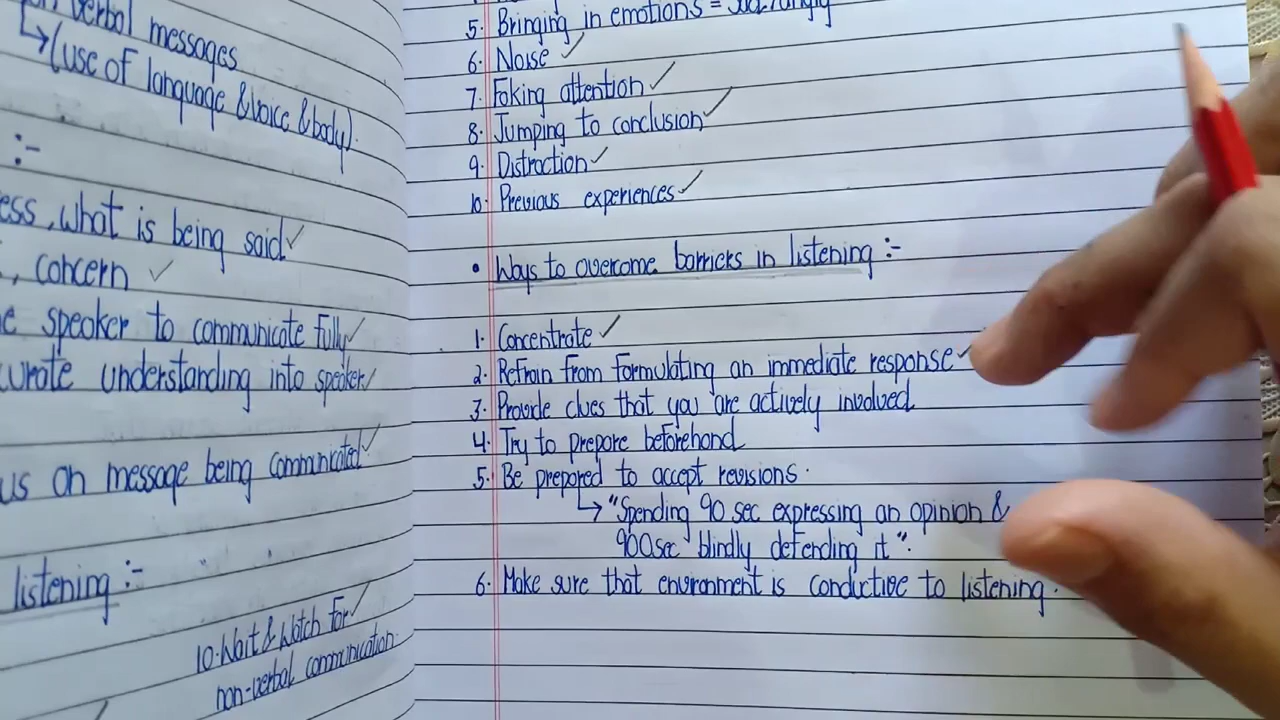 verbal messages
↳(use of language & voice & body).
:-
ess, what is being said✓
, concern ✓
e speaker to communicate fully✓
urate understanding into speaker✓
us on message being communicated✓
listening :-
10. Wait & Watch for✓
non-verbal communication.
5. Bringing in emotions = Sad/angry
6. Noise ✓
7. Faking attention ✓
8. Jumping to conclusion✓
9. Distraction✓
10. Previous experiences✓
• Ways to overcome barriers in listening :-
1. Concentrate ✓
2. Refrain from formulating an immediate response✓
3. Provide clues that you are actively involved
4. Try to prepare beforehand
5. Be prepared to accept revisions.
↳ "Spending 90 sec expressing an opinion &
900sec blindly defending it".
6. Make sure that environment is conductive to listening.